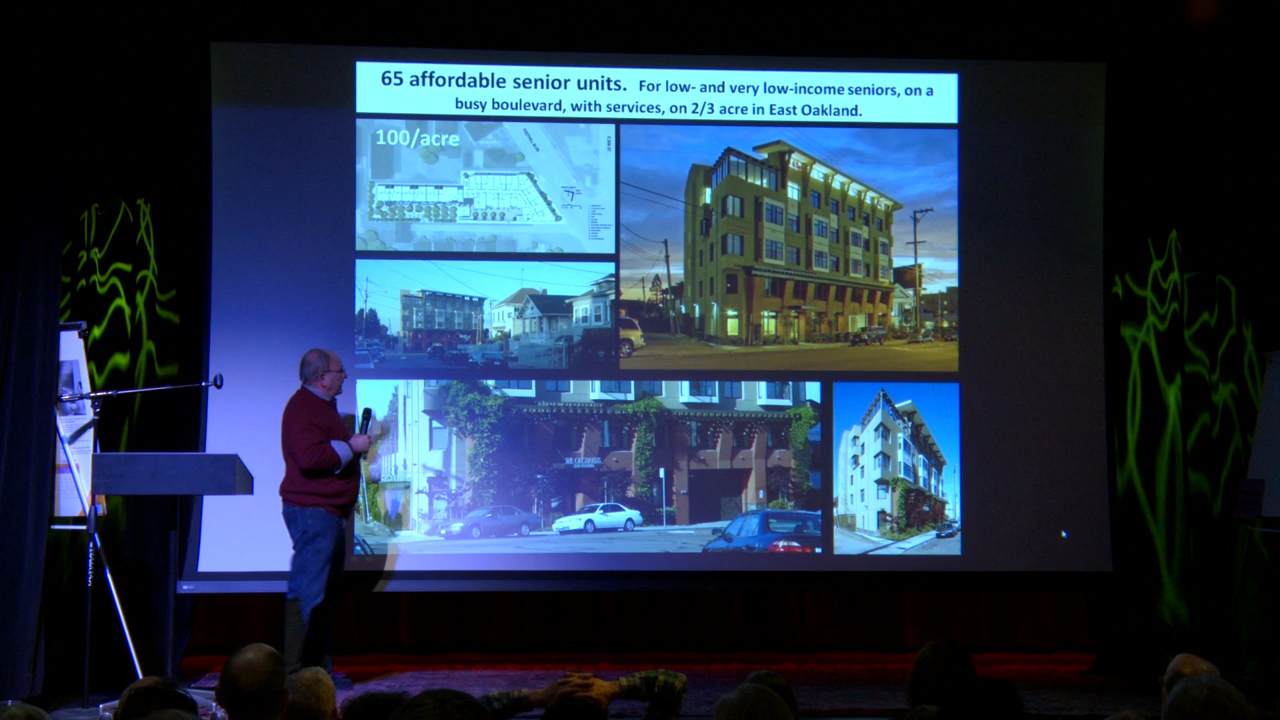 65 affordable senior units. For low- and very low-income seniors, on a
busy boulevard, with services, on 2/3 acre in East Oakland.
100/acre